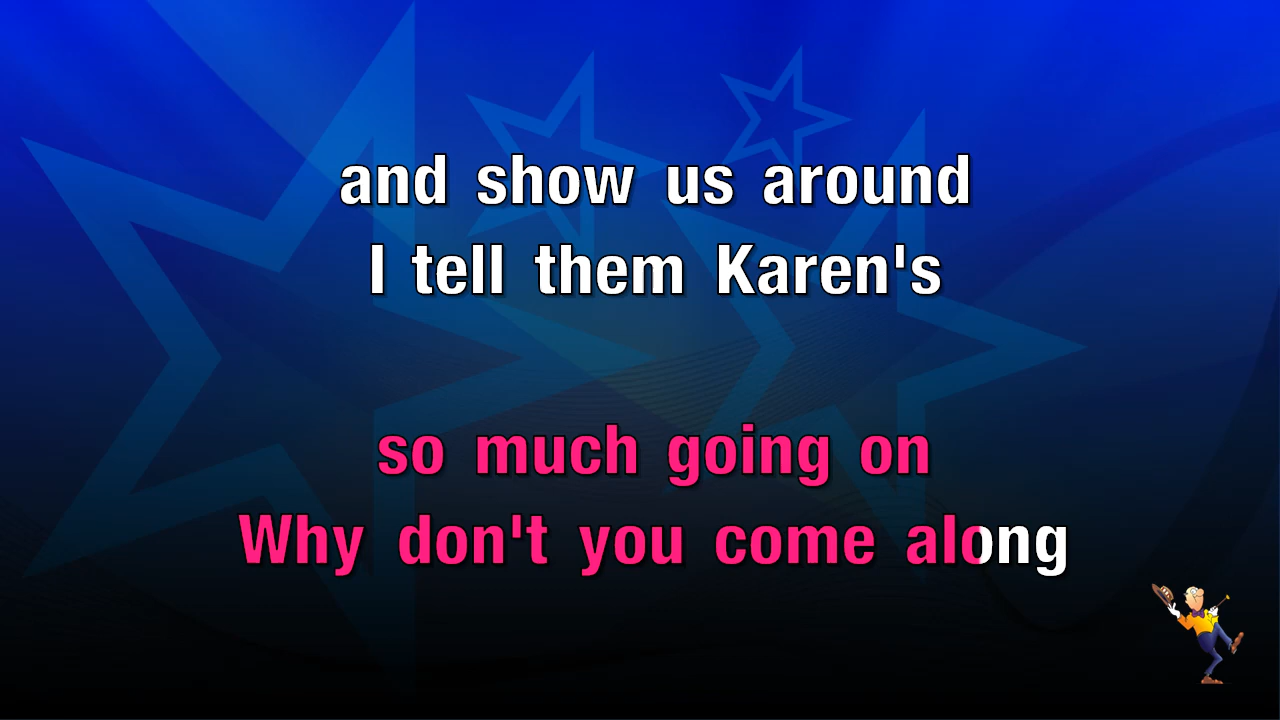 and show us around
I tell them Karen's
so much going on
Why don't you come along